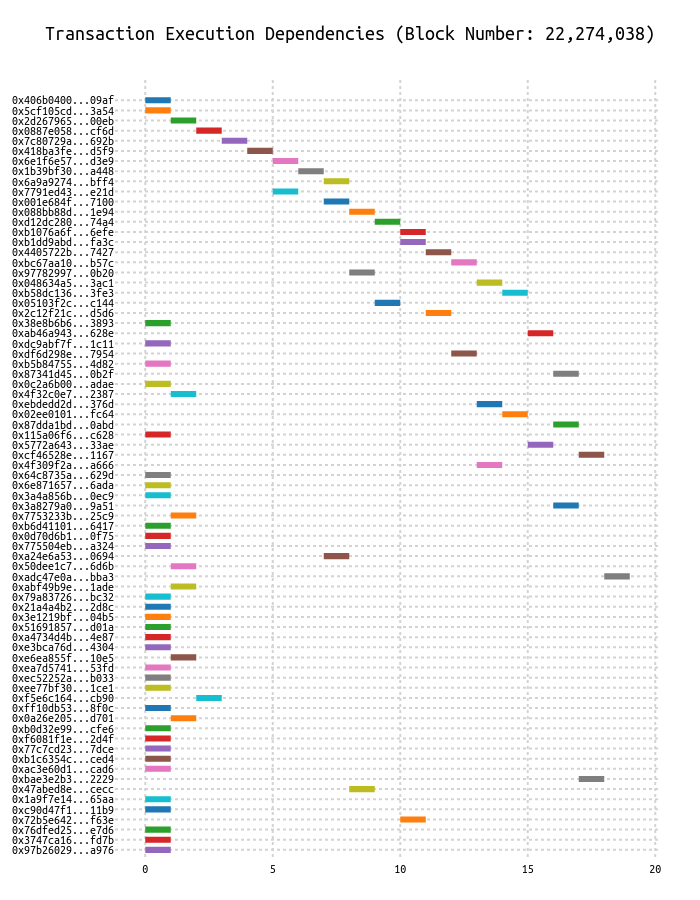 Transaction Execution Dependencies (Block Number: 22,274,038)
0x406b0400...09af
0x5cf105cd...3a54
0x2d267965...00eb
0x0887e058...cf6d
0x7c80729a...692b
0x418ba3fe...d5f9
0x6e1f6e57...d3e9
0x1b39bf30...a448
0x6a9a9274...bff4
0x7791ed43...e21d
0x001e684f...7100
0x088bb88d...1e94
0xd12dc280...74a4
0xb1076a6f...6efe
0xb1dd9abd...fa3c
0x4405722b...7427
0xbc67aa10...b57c
0x97782997...0b20
0x048634a5...3ac1
0xb58dc136...3fe3
0x05103f2c...c144
0x2c12f21c...d5d6
0x38e8b6b6...3893
0xab46a943...628e
0xdc9abf7f...1c11
0xdf6d298e...7954
0xb5b84755...4d82
0x87341d45...0b2f
0x0c2a6b00...adae
0x4f32c0e7...2387
0xebdedd2d...376d
0x02ee0101...fc64
0x87dda1bd...0abd
0x115a06f6...c628
0x5772a643...33ae
0xcf46528e...1167
0x4f309f2a...a666
0x64c8735a...629d
0x6e871657...6ada
0x3a4a856b...0ec9
0x3a8279a0...9a51
0x7753233b...25c9
0xb6d41101...6417
0x0d70d6b1...0f75
0x775504eb...a324
0xa24e6a53...0694
0x50dee1c7...6d6b
0xadc47e0a...bba3
0xabf49b9e...1ade
0x79a83726...bc32
0x21a4a4b2...2d8c
0x3e1219bf...04b5
0x51691857...d01a
0xa4734d4b...4e87
0xe3bca76d...4304
0xe6ea855f...10e5
0xea7d5741...53fd
0xec52252a...b033
0xee77bf30...1ce1
0xf5e6c164...cb90
0xff10db53...8f0c
0x0a26e205...d701
0xb0d32e99...cfe6
0xf6081f1e...2d4f
0x77c7cd23...7dce
0xb1c6354c...ced4
0xac3e60d1...cad6
0xbae3e2b3...2229
0x47abed8e...cecc
0x1a9f7e14...65aa
0xc90d47f1...11b9
0x72b5e642...f63e
0x76dfed25...e7d6
0x3747ca16...fd7b
0x97b26029...a976
0 5 10 15 20